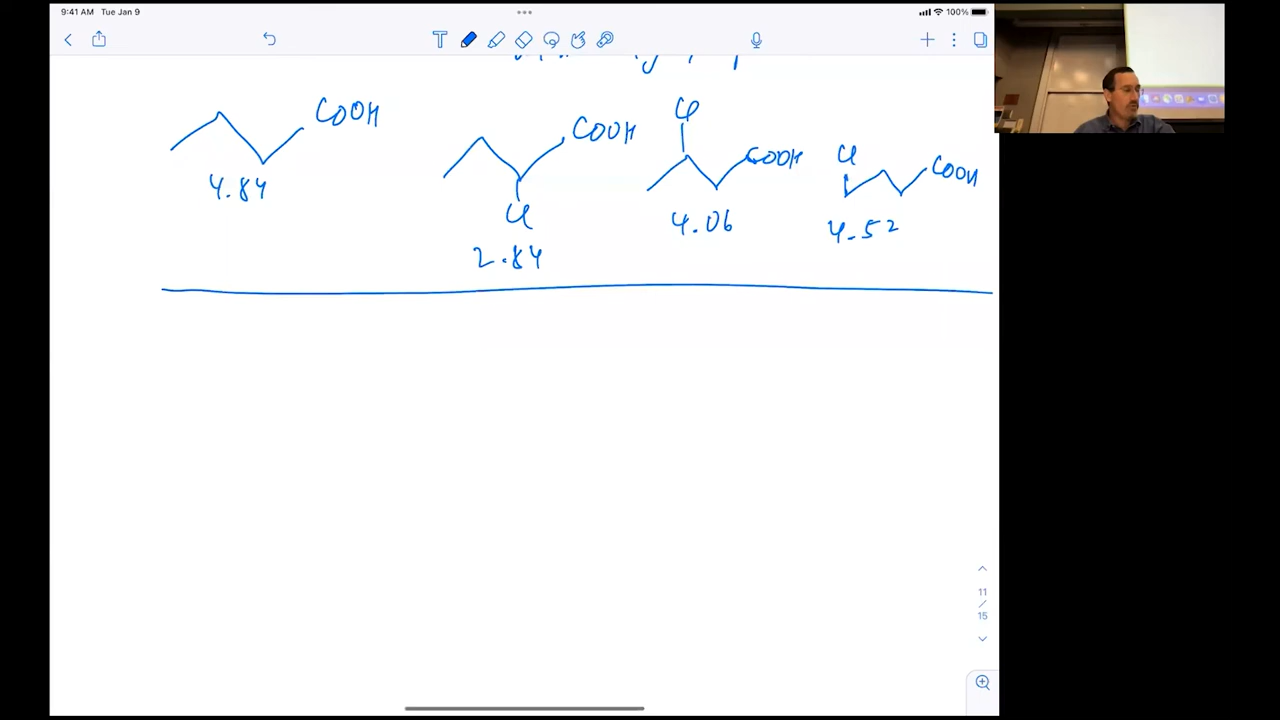 9:41 AM Tue Jan 9
100%
T
COOH
4.84
COOH
Cl
2.84
Cl
COOH
4.06
Cl
COOH
4.52
11
/
15